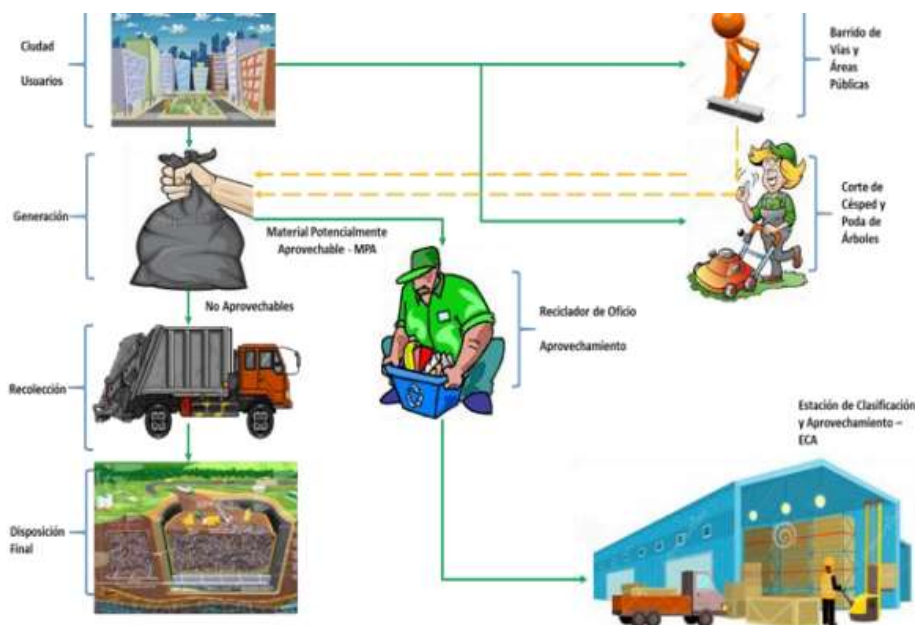 Ciudad
Usuarios
Barrido de
Vías y
Áreas
Públicas
Generación
Material Potencialmente
Aprovechable - MPA
Corte de
Césped y Poda
de
Árboles
No Aprovechables
Reciclador de Oficio
Aprovechamiento
Recolección
Estación de Clasificación
y Aprovechamiento –
ECA
Disposición
Final